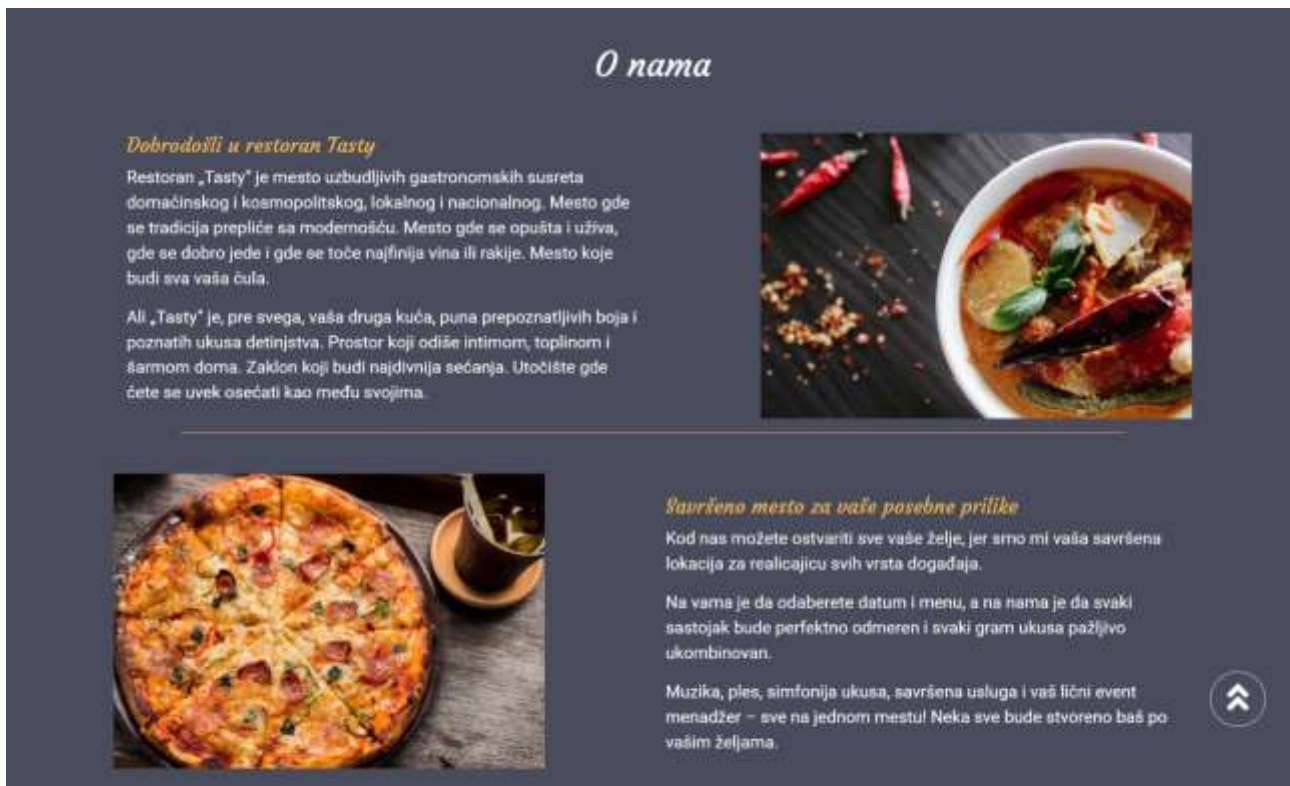 O nama
Dobrodošli u restoran Tasty
Restoran „Tasty" je mesto uzbudljivih gastronomskih susreta
domaćinskog i kosmopolitskog, lokalnog i nacionalnog. Mesto gde
se tradicija prepliće sa modernošću. Mesto gde se opušta i uživa,
gde se dobro jede i gde se toče najfinija vina ili rakije. Mesto koje
budi sva vaša čula.
Ali „Tasty" je, pre svega, vaša druga kuća, puna prepoznatljivih boja i
poznatih ukusa detinjstva. Prostor koji odiše intimom, toplinom i
šarmom doma. Zaklon koji budi najdivnija sećanja. Utočište gde
ćete se uvek osećati kao među svojima.
Savršeno mesto za vaše posebne prilike
Kod nas možete ostvariti sve vaše želje, jer smo mi vaša savršena
lokacija za realicajicu svih vrsta događaja.
Na vama je da odaberete datum i menu, a na nama je da svaki
sastojak bude perfektno odmeren i svaki gram ukusa pažljivo
ukombinovan.
Muzika, ples, simfonija ukusa, savršena usluga i vaš lični event
menadžer – sve na jednom mestu! Neka sve bude stvoreno baš po
vašim željama.